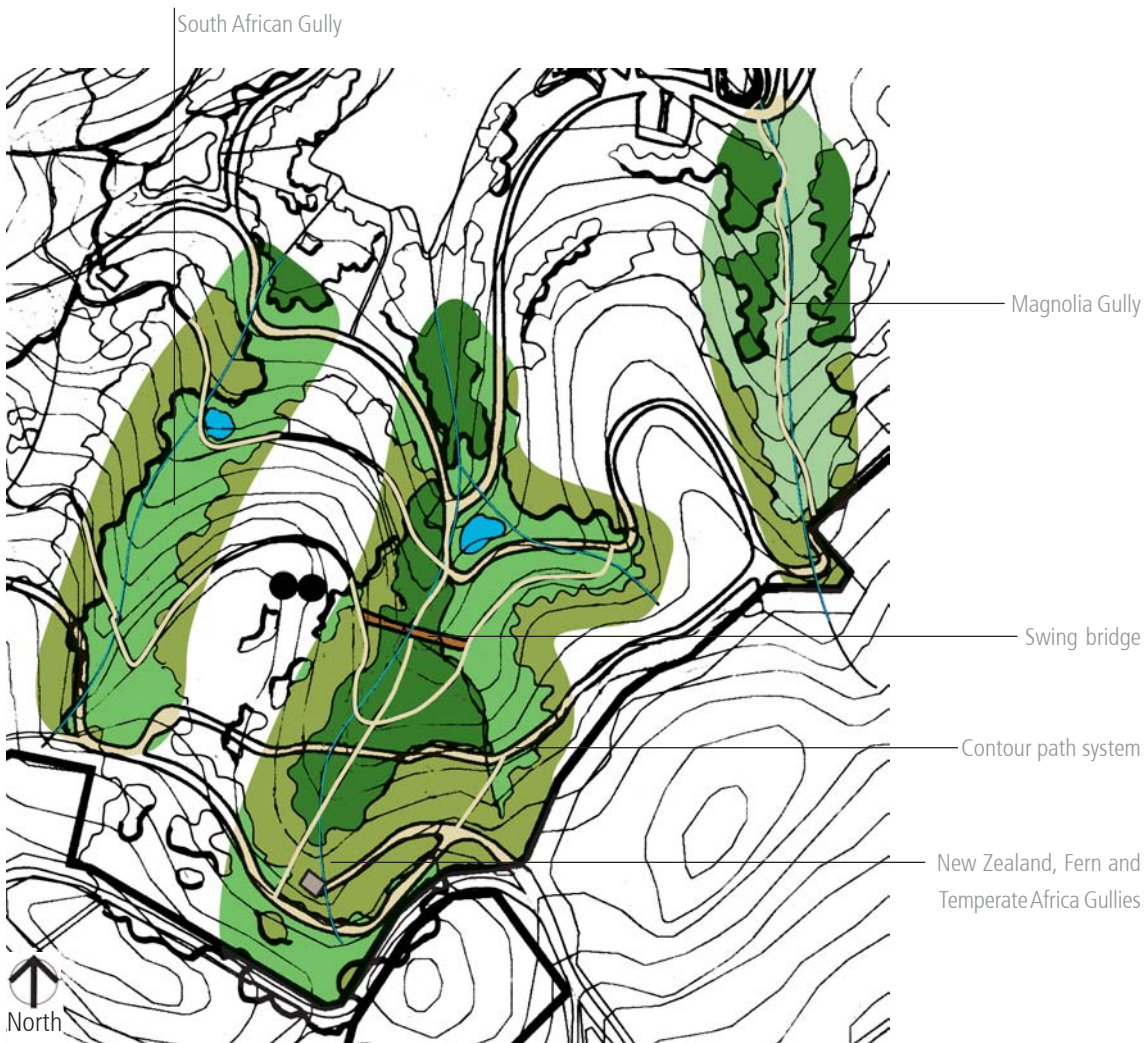 South African Gully
Magnolia Gully
Swing bridge
Contour path system
New Zealand, Fern and
Temperate Africa Gullies
North